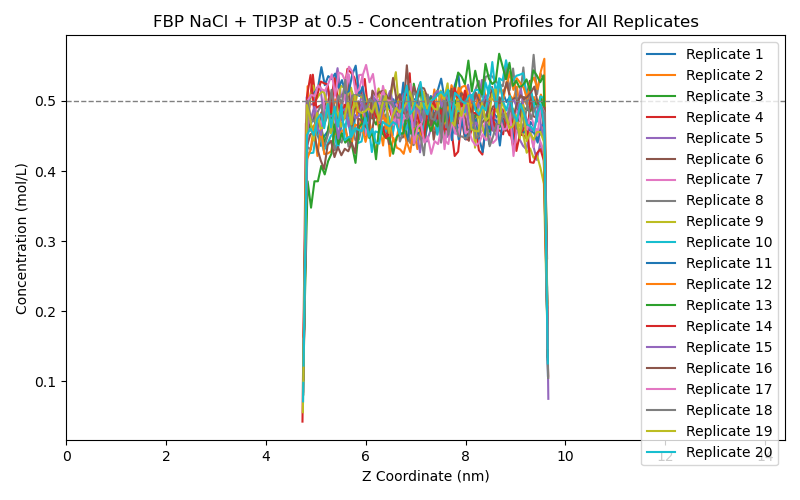 FBP NaCl + TIP3P at 0.5 - Concentration Profiles for All Replicates
Concentration (mol/L)
0.5
0.4
0.3
0.2
0.1
0
2
4
6
8
10
12
14
Z Coordinate (nm)
Replicate 1
Replicate 2
Replicate 3
Replicate 4
Replicate 5
Replicate 6
Replicate 7
Replicate 8
Replicate 9
Replicate 10
Replicate 11
Replicate 12
Replicate 13
Replicate 14
Replicate 15
Replicate 16
Replicate 17
Replicate 18
Replicate 19
Replicate 20